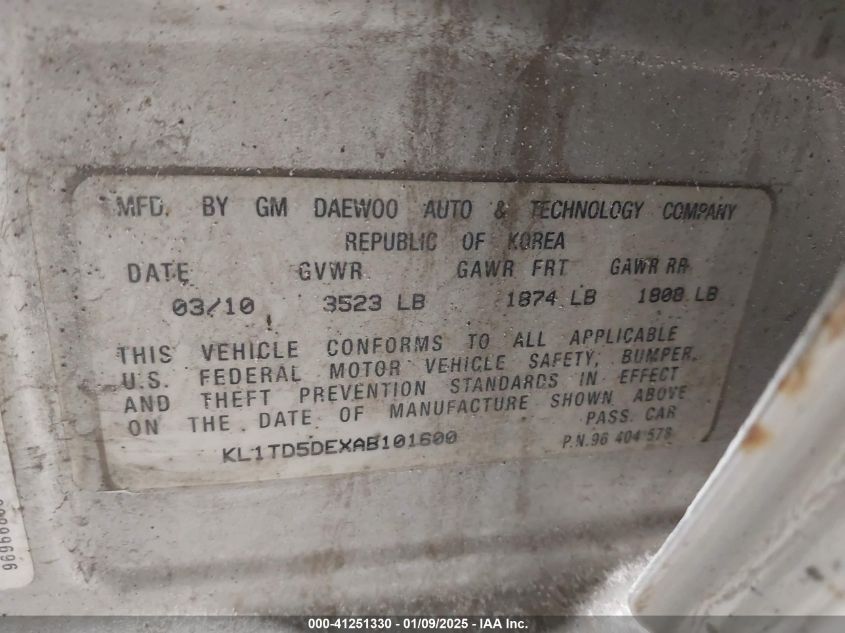 MFD. BY GM DAEWOO AUTO & TECHNOLOGY COMPANY
REPUBLIC OF KOREA
DATE GVWR GAWR FRT GAWR RR
03/10 3523 LB 1874 LB 1808 LB
THIS VEHICLE CONFORMS TO ALL APPLICABLE
U.S. FEDERAL MOTOR VEHICLE SAFETY, BUMPER,
AND THEFT PREVENTION STANDARDS IN EFFECT
ON THE DATE OF MANUFACTURE SHOWN ABOVE
PASS. CAR
KL1TD5DEXAB101600 P.N.96 404 578
000-41251330 - 01/09/2025 - IAA Inc.